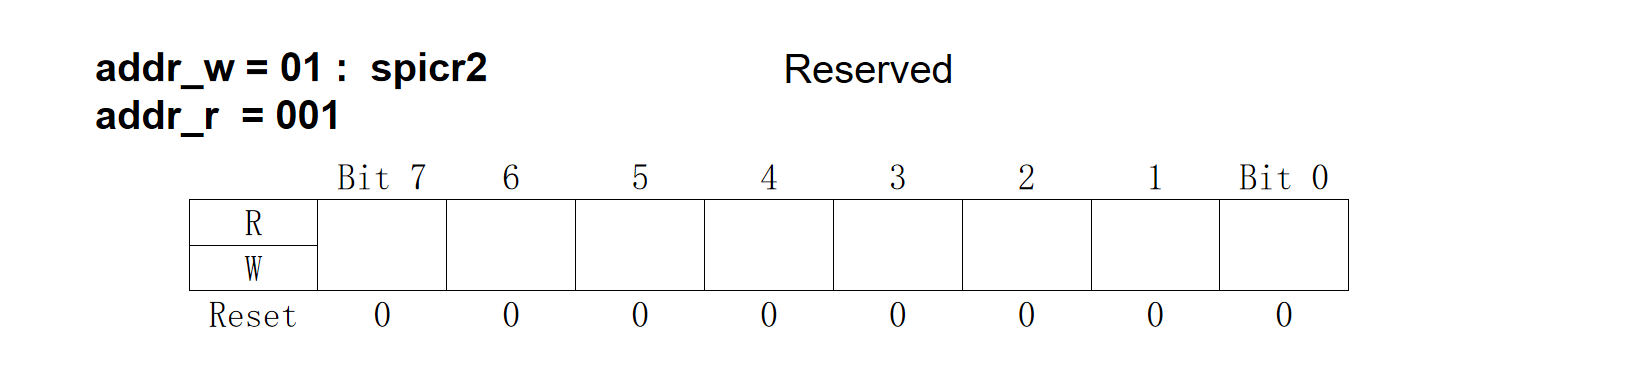 addr_w = 01 : spicr2 Reserved
addr_r = 001
Bit 7 6 5 4 3 2 1 Bit 0
R
W
Reset 0 0 0 0 0 0 0 0